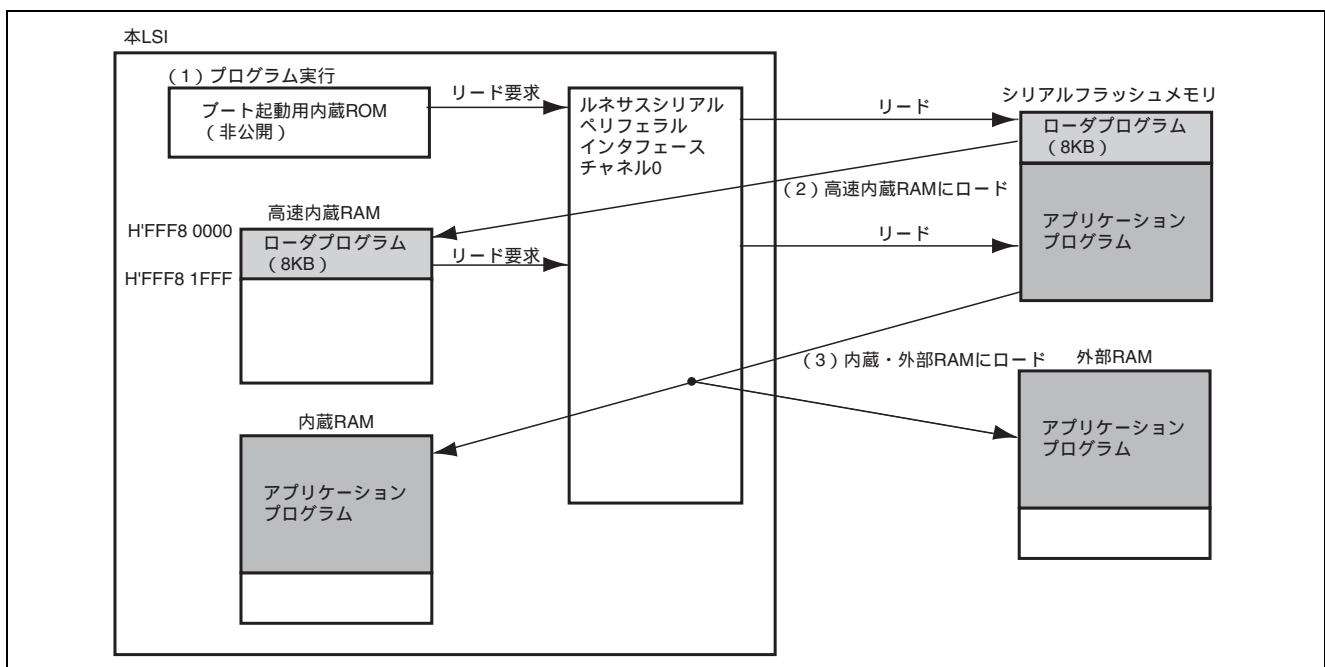 本LSI
(1)プログラム実行
ブート起動用内蔵ROM
(非公開)
リード要求
ルネサスシリアル
ペリフェラル
インタフェース
チャネル0
リード
シリアルフラッシュメモリ
ローダプログラム
(8KB)
(2)高速内蔵RAMにロード
アプリケーション
プログラム
高速内蔵RAM
H'FFF8 0000
ローダプログラム
(8KB)
H'FFF8 1FFF
リード要求
リード
(3)内蔵・外部RAMにロード
外部RAM
アプリケーション
プログラム
内蔵RAM
アプリケーション
プログラム